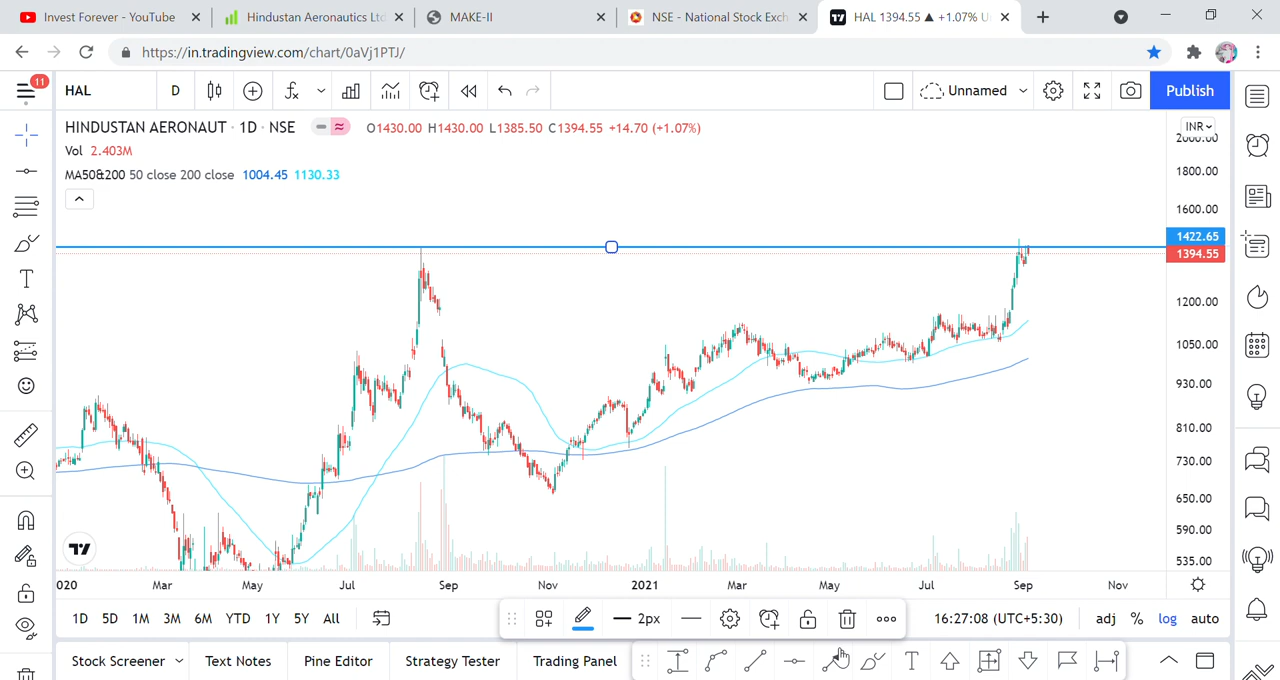 Invest Forever - YouTube
Hindustan Aeronautics Ltd
MAKE-II
NSE - National Stock Exch
HAL 1394.55 ▲ +1.07% U
https://in.tradingview.com/chart/0aVj1PTJ/
11
HAL D Unnamed Publish
HINDUSTAN AERONAUT · 1D · NSE O1430.00 H1430.00 L1385.50 C1394.55 +14.70 (+1.07%)
INR
2000.00
Vol 2.403M
MA50&200 50 close 200 close 1004.45 1130.33
1800.00
1600.00
1422.65
1394.55
1200.00
1050.00
930.00
810.00
730.00
650.00
590.00
535.00
020 Mar May Jul Sep Nov 2021 Mar May Jul Sep Nov
1D 5D 1M 3M 6M YTD 1Y 5Y All 2px 16:27:08 (UTC+5:30) adj % log auto
Stock Screener Text Notes Pine Editor Strategy Tester Trading Panel